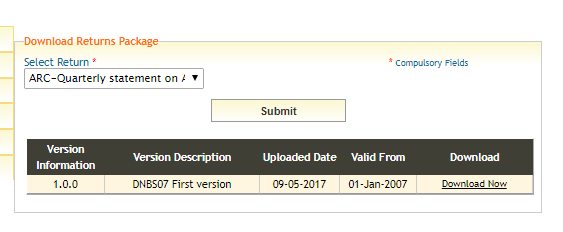 Download Returns Package
Select Return *
* Compulsory Fields
ARC-Quarterly statement on
Submit
Version Information Version Description Uploaded Date Valid From Download
1.0.0 DNBS07 First version 09-05-2017 01-Jan-2007 Download Now